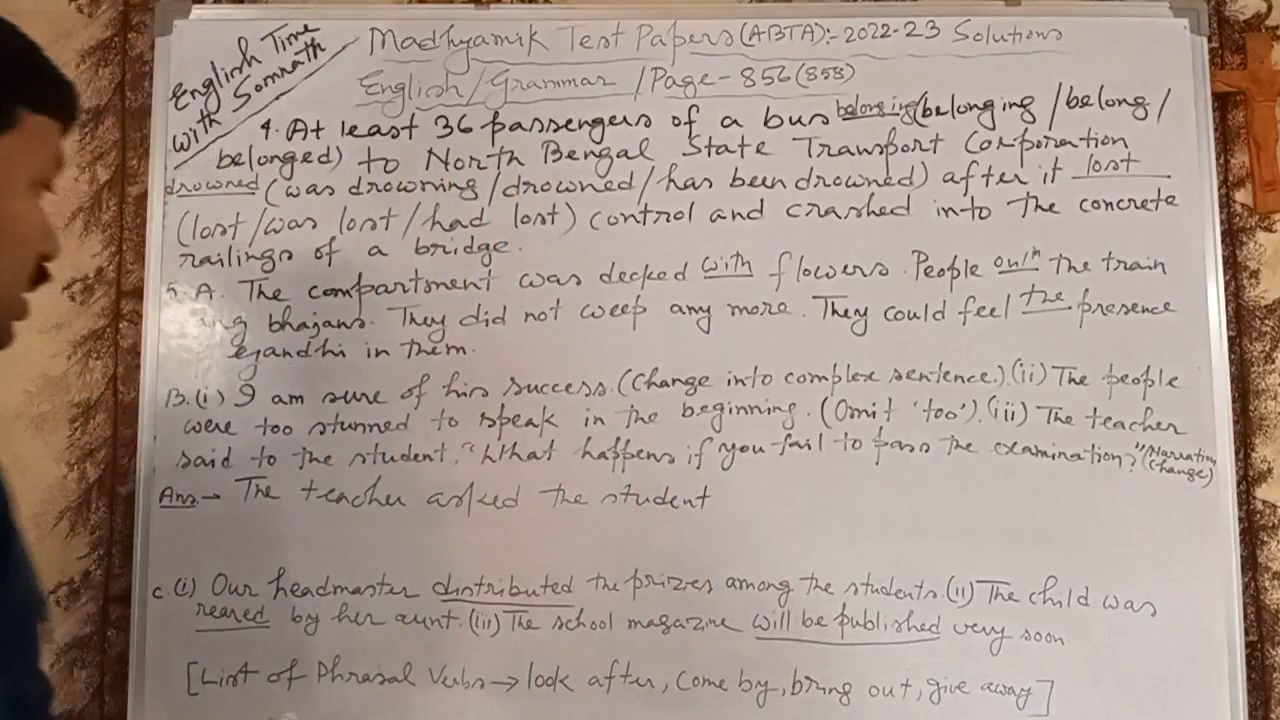 English Time
with Somnath
Madhyamik Test Papers (ABTA):- 2022-23 Solutions
English/Grammar/Page-856(858)
4. At least 36 passengers of a bus belonging (belonging/belong/
belonged) to North Bengal State Transport Corporation
drowned (was drowning/drowned/has been drowned) after it lost
(lost/was lost/had lost) control and crashed into the concrete
railings of a bridge.
5. A. The compartment was decked with flowers. People on/in the train
ng bhajans. They did not weep any more. They could feel the presence
gandhi in them.
B. (i) I am sure of his success. (Change into complex sentence.) (ii) The people
were too stunned to speak in the beginning. (Omit 'too'). (iii) The teacher
said to the student, "What happens if you fail to pass the examination?" (Narration Change)
Ans.→ The teacher asked the student
c. (i) Our headmaster distributed the prizes among the students. (ii) The child was
reared by her aunt. (iii) The school magazine will be published very soon
[List of Phrasal Verbs → look after, come by, bring out, give away]